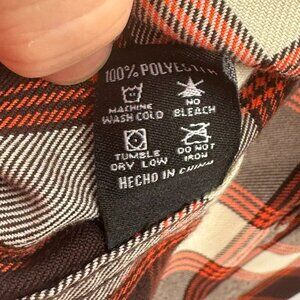 100% POLYESTER
MACHINE NO
WASH COLD BLEACH
TUMBLE DO NOT
DRY LOW IRON
HECHO IN CHINA